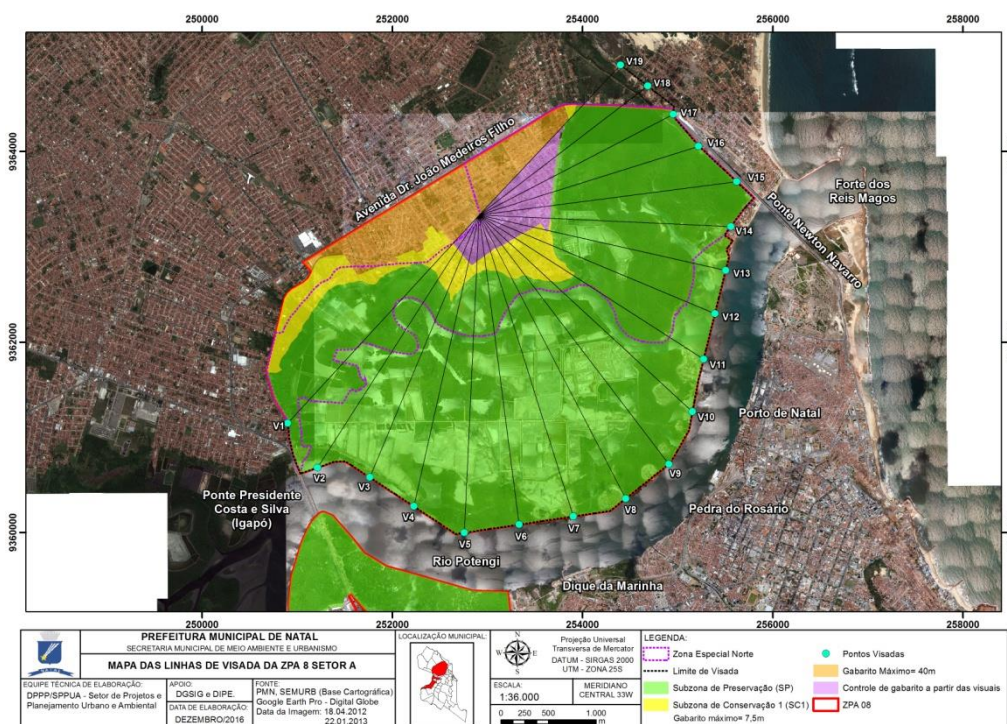 250000
252000
254000
256000
258000
9364000
9362000
9360000
V19
V18
V17
V16
V15
V14
V13
V12
V11
V10
V9
V8
V7
V6
V5
V4
V3
V2
V1
Avenida Dr. João Medeiros Filho
Forte dos
Reis Magos
Ponte Newton Navarro
Porto de Natal
Pedra do Rosário
Dique da Marinha
Rio Potengi
Ponte Presidente
Costa e Silva
(Igapó)
9364000
9362000
9360000
250000
252000
254000
256000
258000
NATAL
PREFEITURA MUNICIPAL DE NATAL
SECRETARIA MUNICIPAL DE MEIO AMBIENTE E URBANISMO
MAPA DAS LINHAS DE VISADA DA ZPA 8 SETOR A
EQUIPE TÉCNICA DE ELABORAÇÃO:
DPPP/SPPUA - Setor de Projetos e
Planejamento Urbano e Ambiental
APOIO:
DGSIG e DIPE.
DATA DE ELABORAÇÃO:
DEZEMBRO/2016
FONTE:
PMN, SEMURB (Base Cartográfica)
Google Earth Pro - Digital Globe
Data da Imagem: 18.04.2012
22.01.2013
LOCALIZAÇÃO MUNICIPAL:
N
W
E
S
Projeção Universal
Transversa de Mercator
DATUM - SIRGAS 2000
UTM - ZONA 25S
ESCALA:
1:36.000
MERIDIANO
CENTRAL 33W
0
500
1.000
m
LEGENDA:
Zona Especial Norte
Limite de Visada
Subzona de Preservação (SP)
Subzona de Conservação 1 (SC1)
Gabarito máximo= 7,5m
Pontos Visadas
Gabarito Máximo= 40m
Controle de gabarito a partir das visadas
ZPA 08